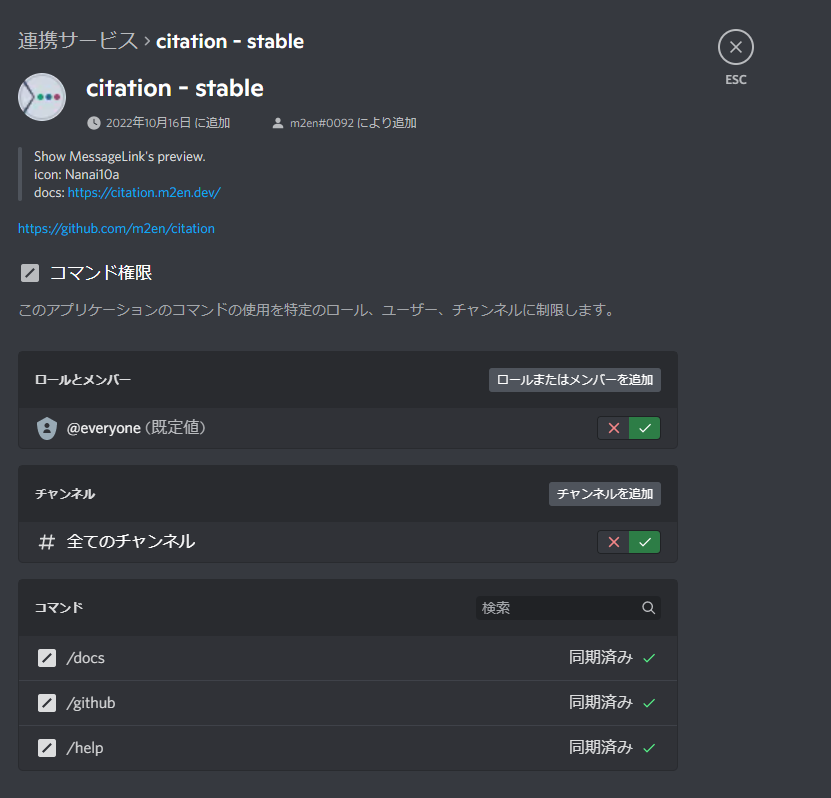 連携サービス › citation - stable
ESC
citation - stable
2022年10月16日 に追加 m2en#0092 により追加
Show MessageLink's preview.
icon: Nanai10a
docs: https://citation.m2en.dev/
https://github.com/m2en/citation
コマンド権限
このアプリケーションのコマンドの使用を特定のロール、ユーザー、チャンネルに制限します。
ロールとメンバー ロールまたはメンバーを追加
@everyone (既定値)
チャンネル チャンネルを追加
# 全てのチャンネル
コマンド 検索
/docs 同期済み
/github 同期済み
/help 同期済み